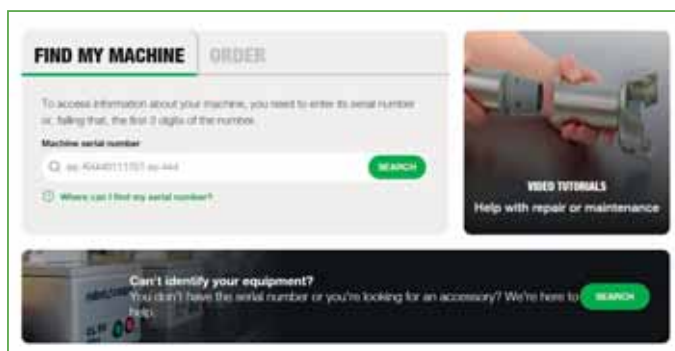 FIND MY MACHINE
ORDER
To access information about your machine, you need to enter its serial number
or, failing that, the first 3 digits of the number.
Machine serial number
SEARCH
Where can I find my serial number?
VIDEO TUTORIALS
Help with repair or maintenance
Can't identify your equipment?
You don't have the serial number or you're looking for an accessory? We're here to
help.
SEARCH